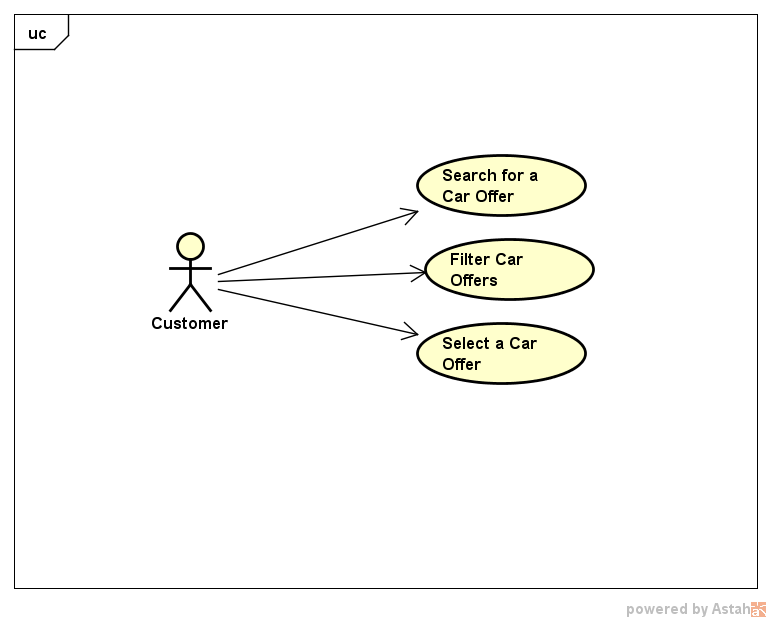 uc
Search for a
Car Offer
Filter Car
Offers
Customer
Select a Car
Offer
powered by Astah